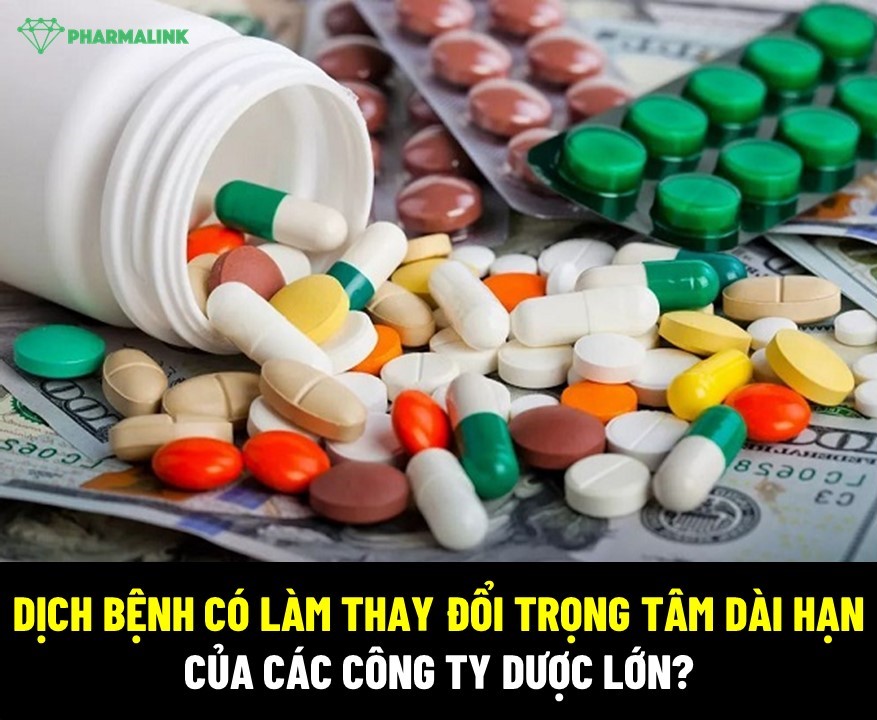 PHARMALINK
DỊCH BỆNH CÓ LÀM THAY ĐỔI TRỌNG TÂM DÀI HẠN
CỦA CÁC CÔNG TY DƯỢC LỚN?